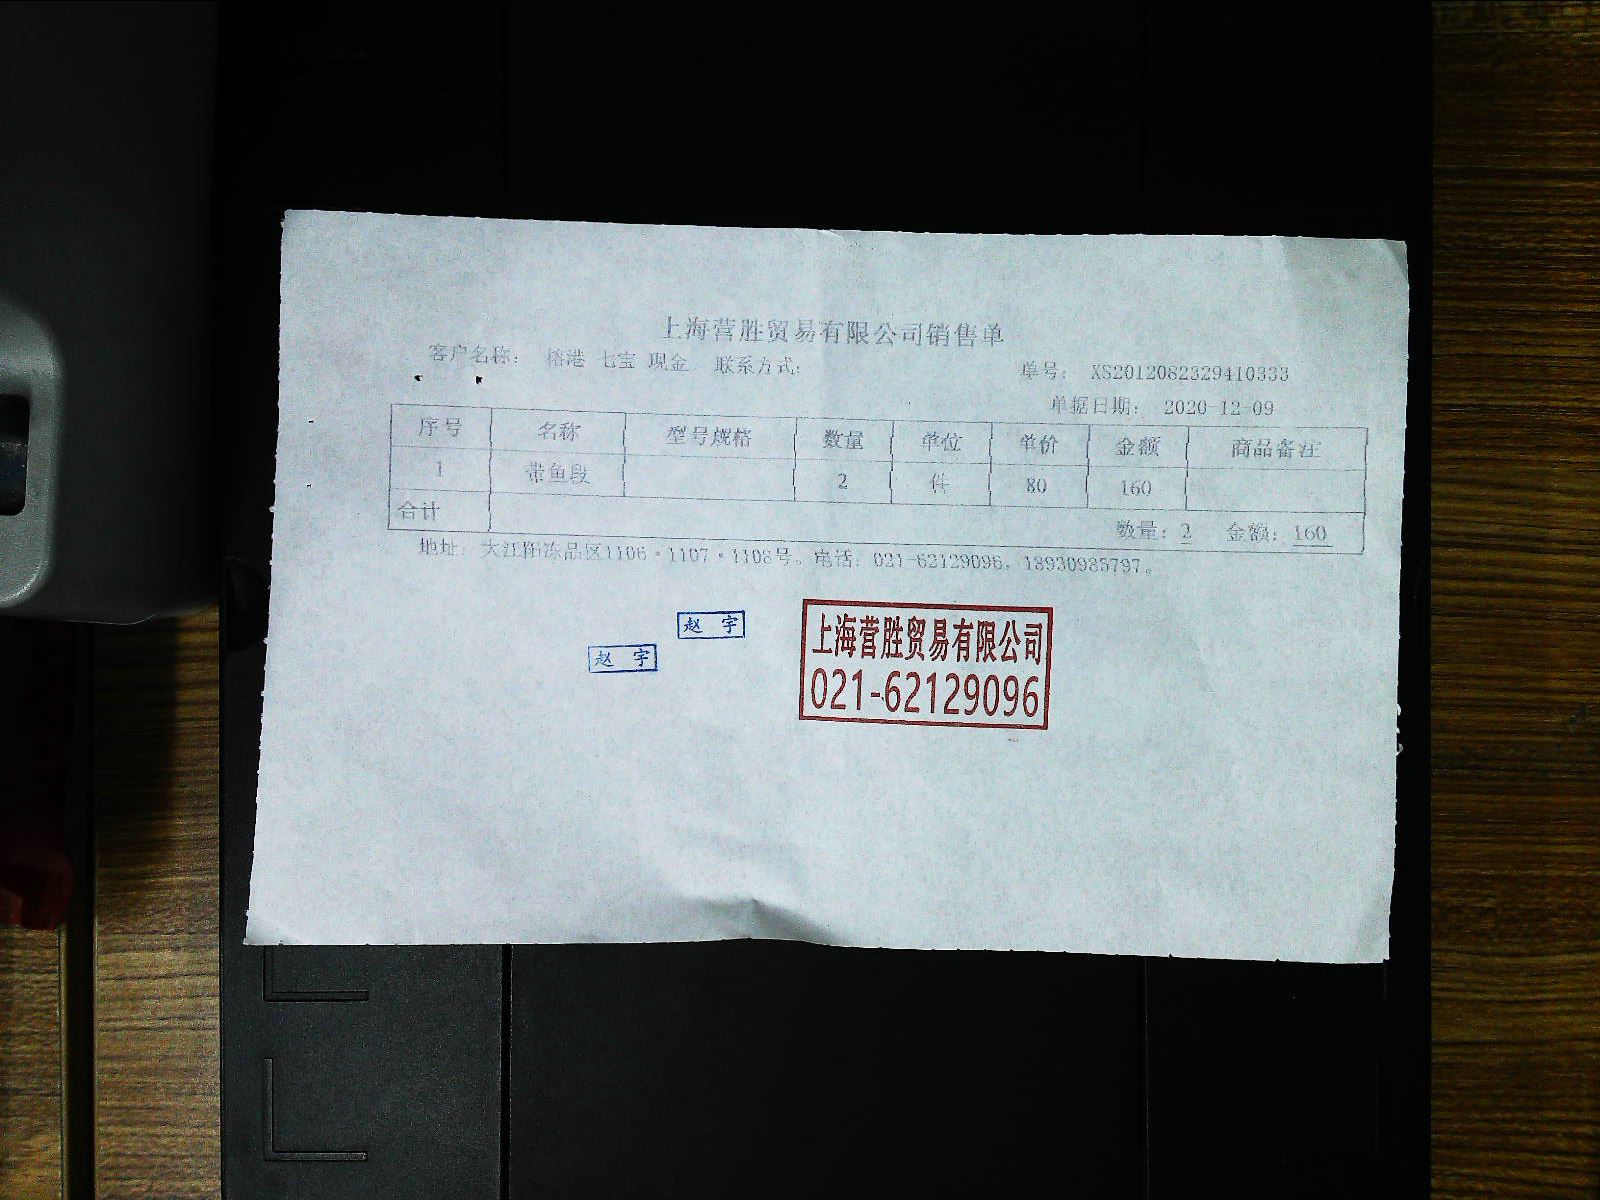 上海营胜贸易有限公司销售单
客户名称: 榕港 七宝 现金 联系方式: 单号: XS2012082329410333
单据日期: 2020-12-09
序号 名称 型号规格 数量 单位 单价 金额 商品备注
1 带鱼段 2 件 80 160
合计 数量: 2 金额: 160
地址: 大江阳冻品区1106·1107·1108号。电话: 021-62129096, 18930935797。
赵 宇
赵 宇
上海营胜贸易有限公司
021-62129096